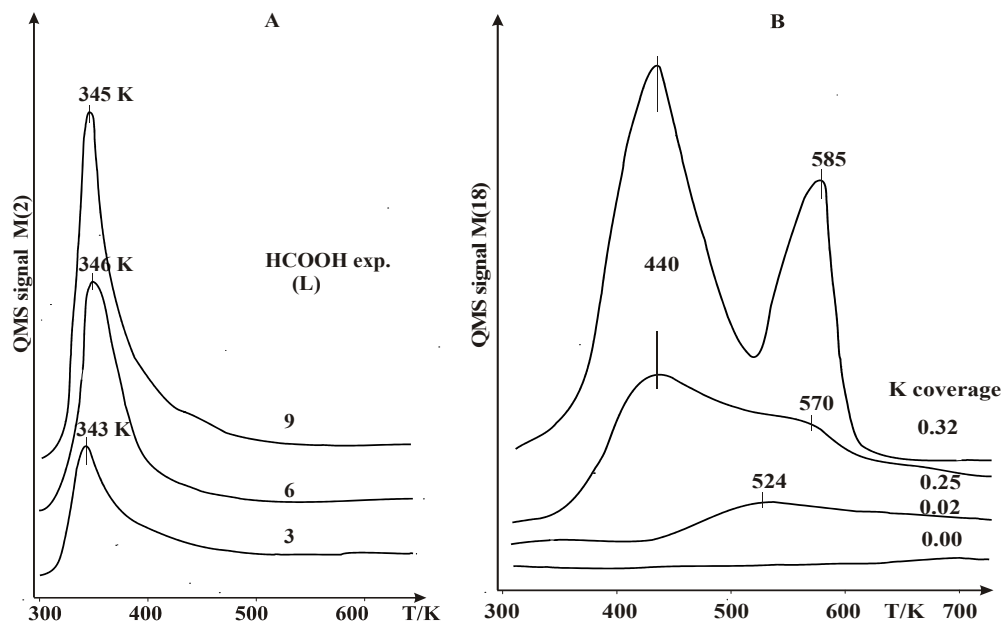 A
345 K
346 K
343 K
HCOOH exp.
(L)
9
6
3
QMS signal M(2)
300 400 500 600 T/K
B
440
585
570
524
K coverage
0.32
0.25
0.02
0.00
QMS signal M(18)
300 400 500 600 T/K 700